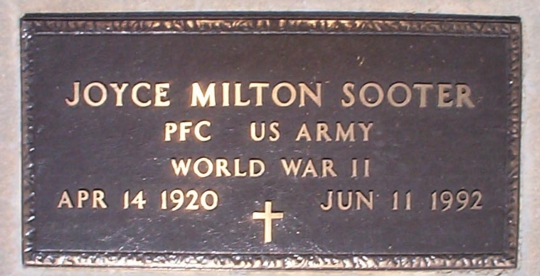 JOYCE MILTON SOOTER
PFC US ARMY
WORLD WAR II
APR 14 1920 JUN 11 1992